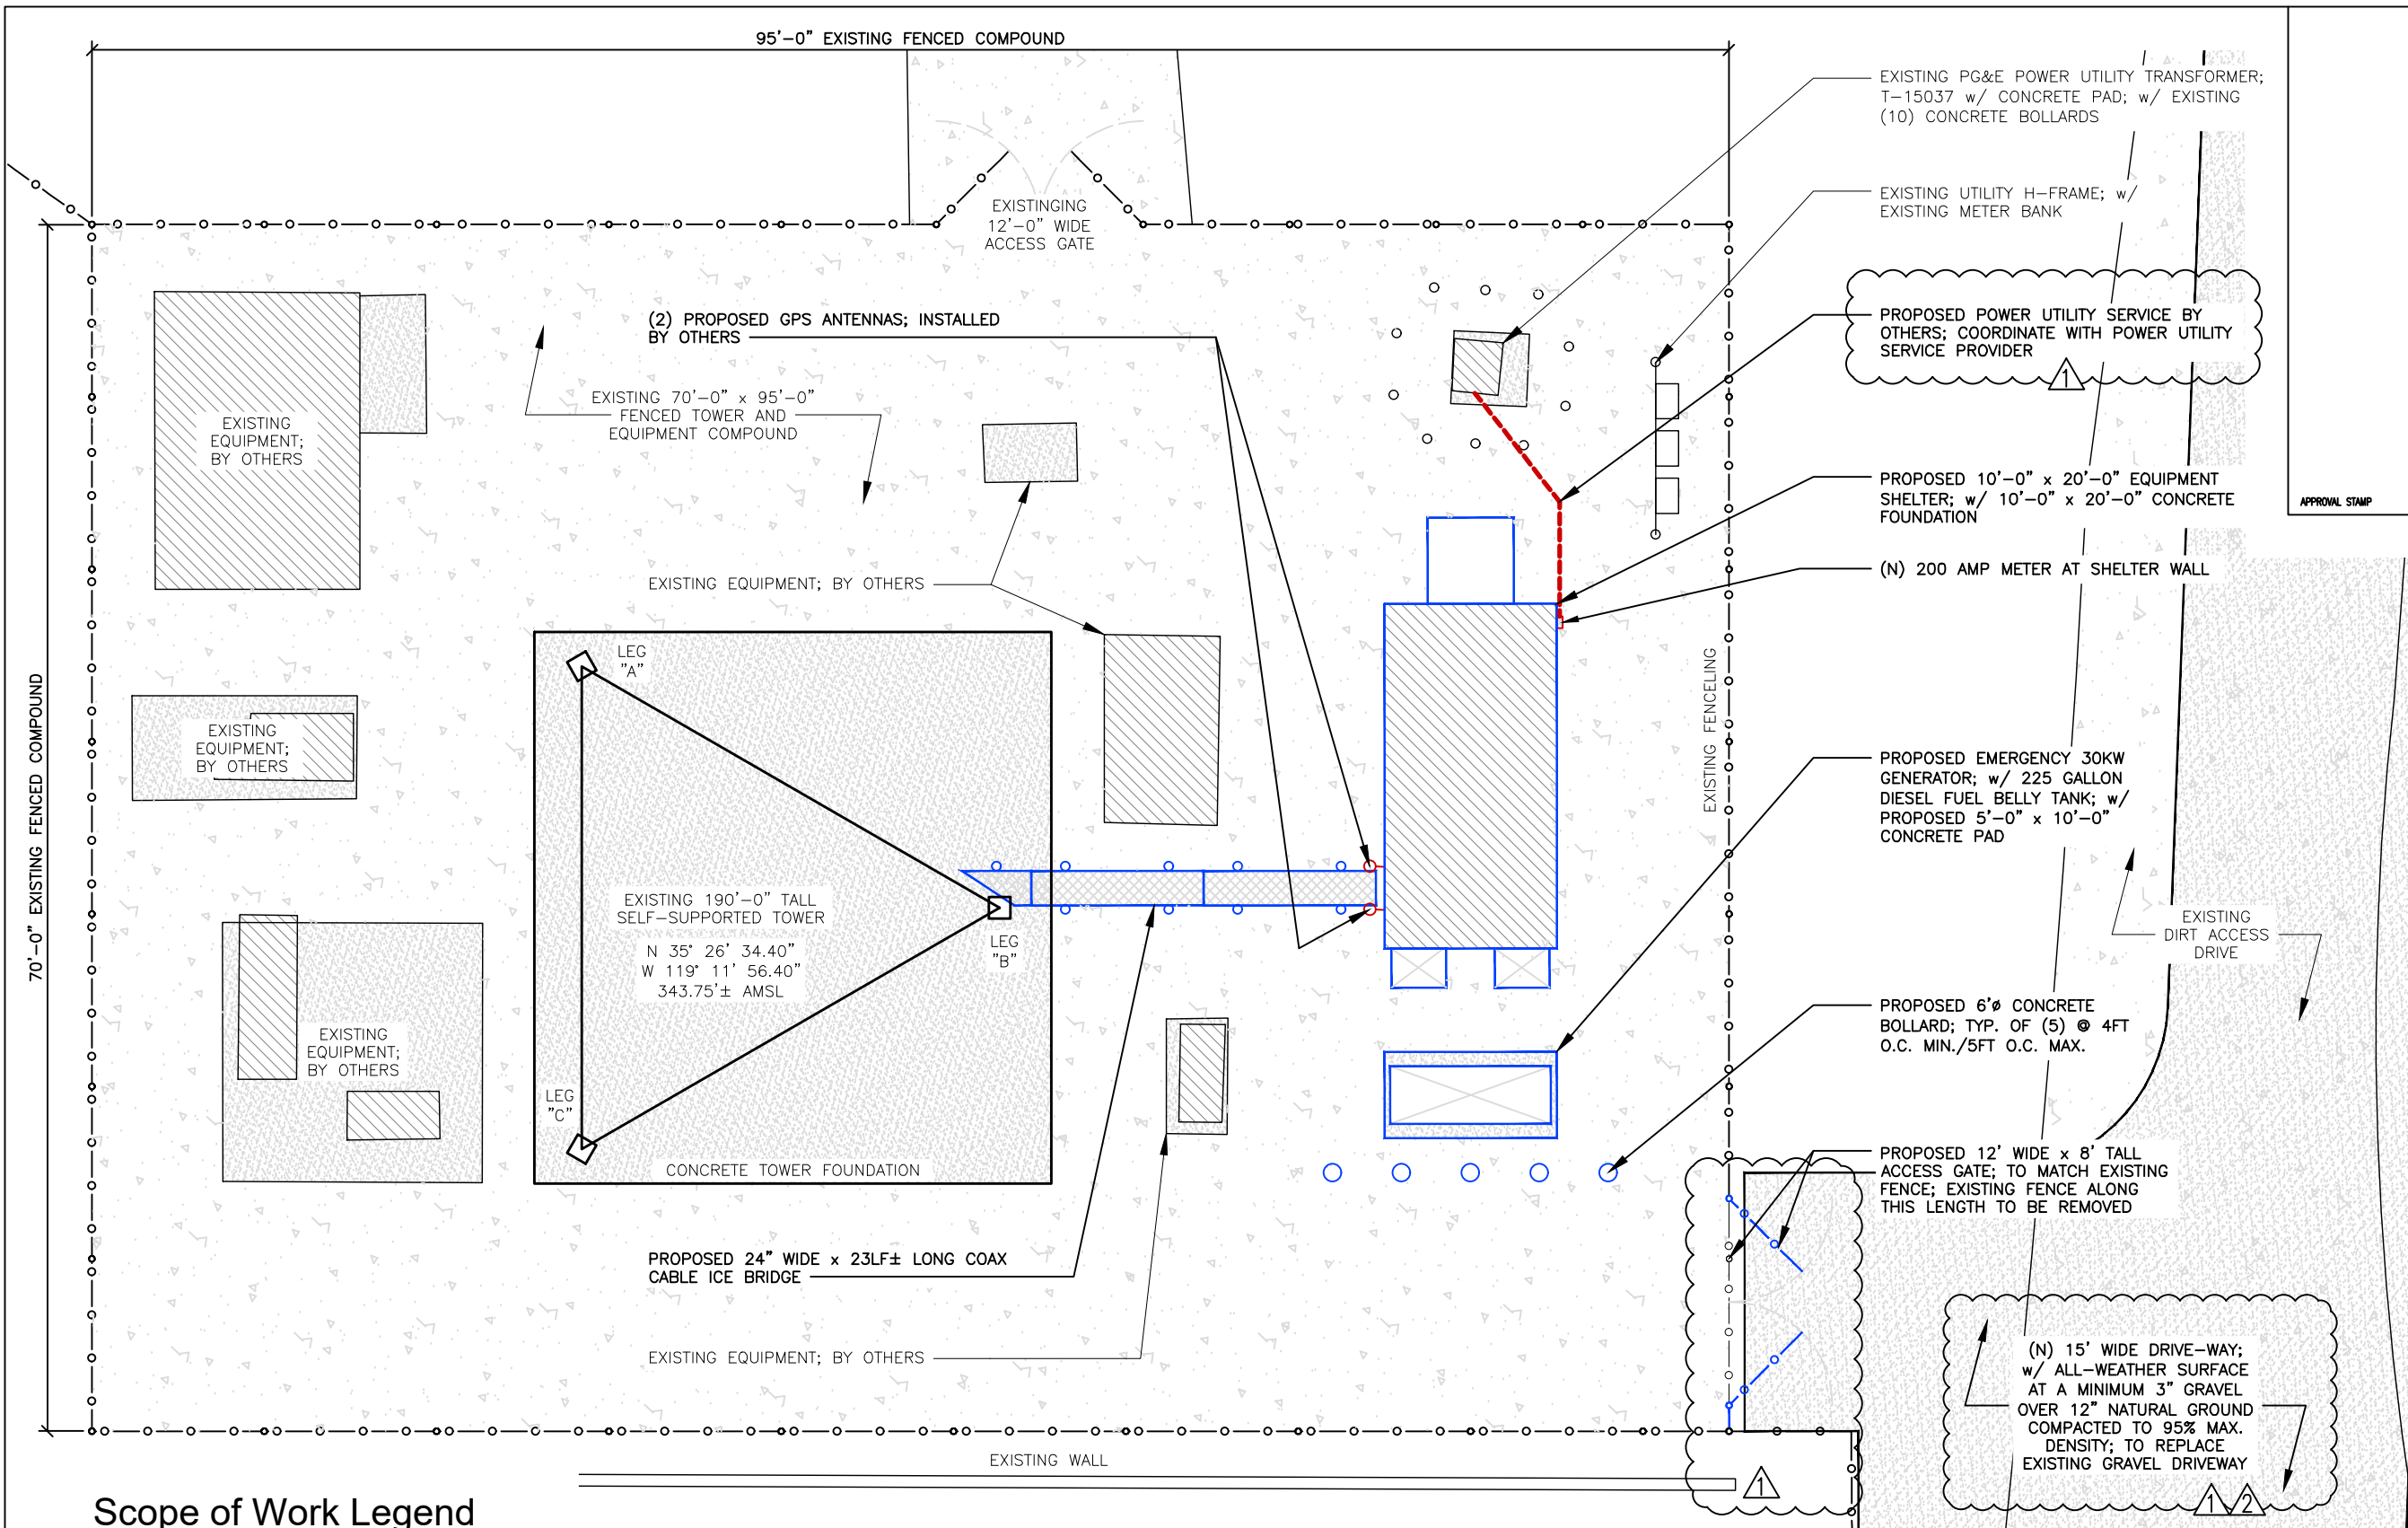 95'-0" EXISTING FENCED COMPOUND
EXISTING PG&E POWER UTILITY TRANSFORMER;
T-15037 w/ CONCRETE PAD; w/ EXISTING
(10) CONCRETE BOLLARDS
EXISTINGING
12'-0" WIDE
ACCESS GATE
EXISTING UTILITY H-FRAME; w/
EXISTING METER BANK
(2) PROPOSED GPS ANTENNAS; INSTALLED
BY OTHERS
PROPOSED POWER UTILITY SERVICE BY
OTHERS; COORDINATE WITH POWER UTILITY
SERVICE PROVIDER
1
EXISTING 70'-0" x 95'-0"
FENCED TOWER AND
EQUIPMENT COMPOUND
EXISTING
EQUIPMENT;
BY OTHERS
PROPOSED 10'-0" x 20'-0" EQUIPMENT
SHELTER; w/ 10'-0" x 20'-0" CONCRETE
FOUNDATION
APPROVAL STAMP
EXISTING EQUIPMENT; BY OTHERS
(N) 200 AMP METER AT SHELTER WALL
LEG
"A"
EXISTING FENCELING
70'-0" EXISTING FENCED COMPOUND
EXISTING
EQUIPMENT;
BY OTHERS
PROPOSED EMERGENCY 30KW
GENERATOR; w/ 225 GALLON
DIESEL FUEL BELLY TANK; w/
PROPOSED 5'-0" x 10'-0"
CONCRETE PAD
EXISTING 190'-0" TALL
SELF-SUPPORTED TOWER
N 35° 26' 34.40"
W 119° 11' 56.40"
343.75'± AMSL
LEG
"B"
EXISTING
DIRT ACCESS
DRIVE
PROPOSED 6'ø CONCRETE
BOLLARD; TYP. OF (5) @ 4FT
O.C. MIN./5FT O.C. MAX.
EXISTING
EQUIPMENT;
BY OTHERS
LEG
"C"
CONCRETE TOWER FOUNDATION
PROPOSED 12' WIDE x 8' TALL
ACCESS GATE; TO MATCH EXISTING
FENCE; EXISTING FENCE ALONG
THIS LENGTH TO BE REMOVED
PROPOSED 24" WIDE x 23LF± LONG COAX
CABLE ICE BRIDGE
EXISTING EQUIPMENT; BY OTHERS
(N) 15' WIDE DRIVE-WAY;
w/ ALL-WEATHER SURFACE
AT A MINIMUM 3" GRAVEL
OVER 12" NATURAL GROUND
COMPACTED TO 95% MAX.
DENSITY; TO REPLACE
EXISTING GRAVEL DRIVEWAY
EXISTING WALL
1
1 2
Scope of Work Legend